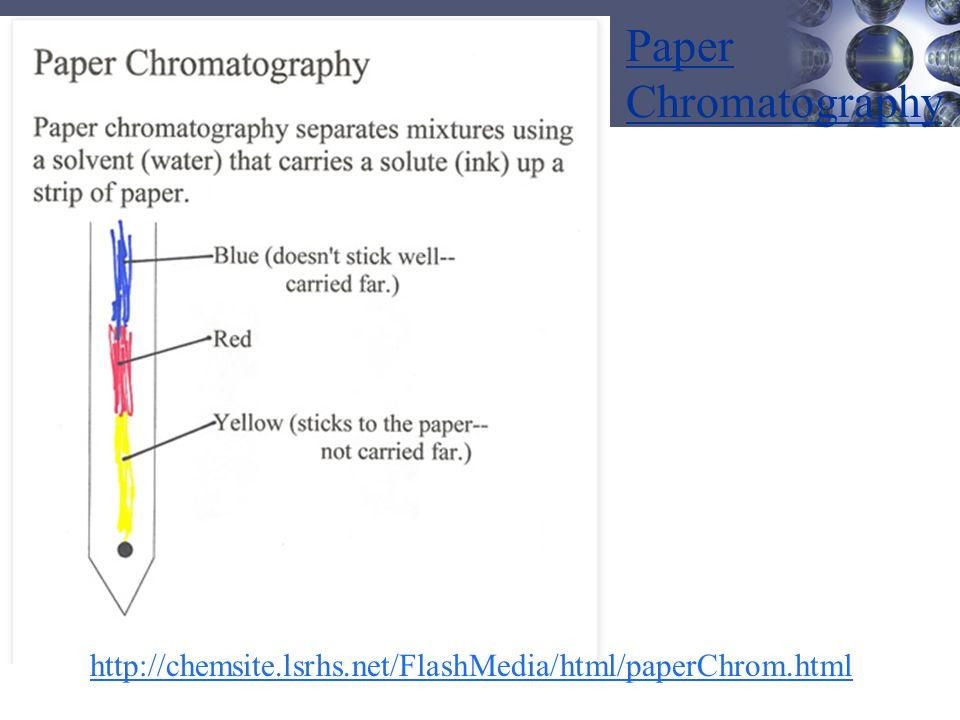 Paper Chromatography
Paper chromatography separates mixtures using
a solvent (water) that carries a solute (ink) up a
strip of paper.
Blue (doesn't stick well--
carried far.)
Red
Yellow (sticks to the paper--
not carried far.)
Paper
Chromatography
http://chemsite.lsrhs.net/FlashMedia/html/paperChrom.html